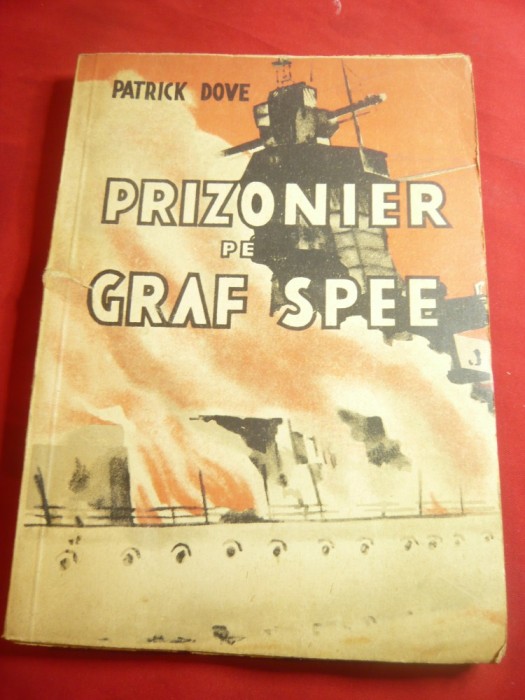 PATRICK DOVE
PRIZONIER
PE
GRAF SPEE